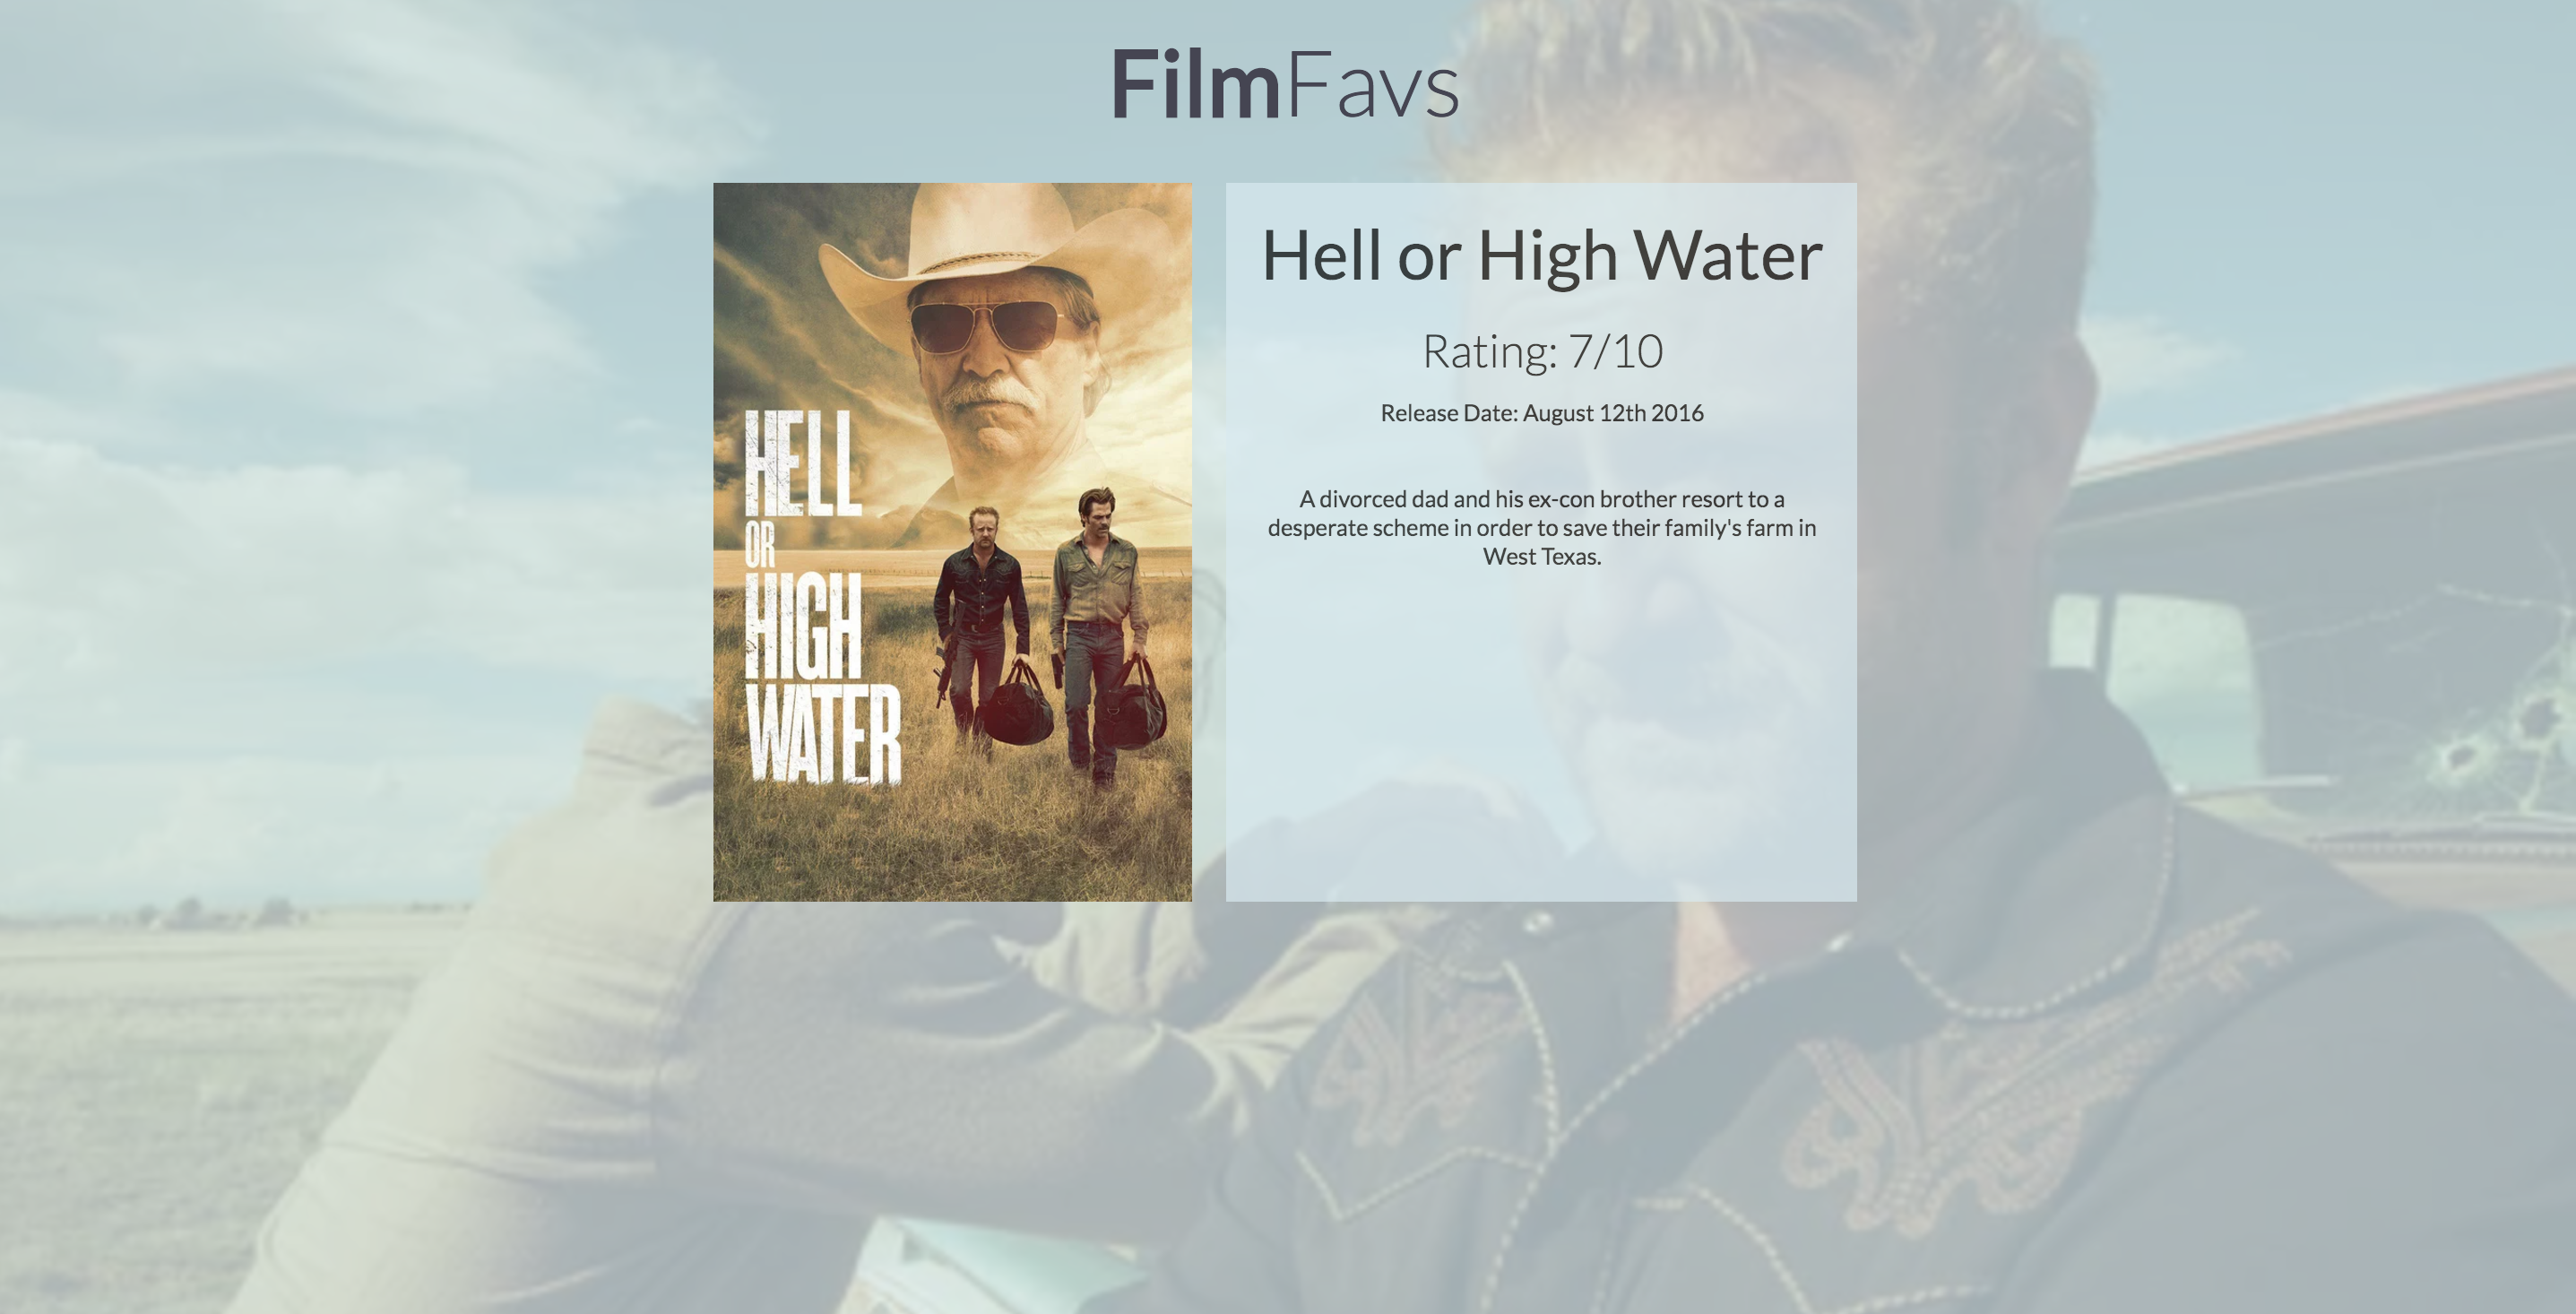 FilmFavs
HELL
OR
HIGH
WATER
Hell or High Water
Rating: 7/10
Release Date: August 12th 2016
A divorced dad and his ex-con brother resort to a
desperate scheme in order to save their family's farm in
West Texas.